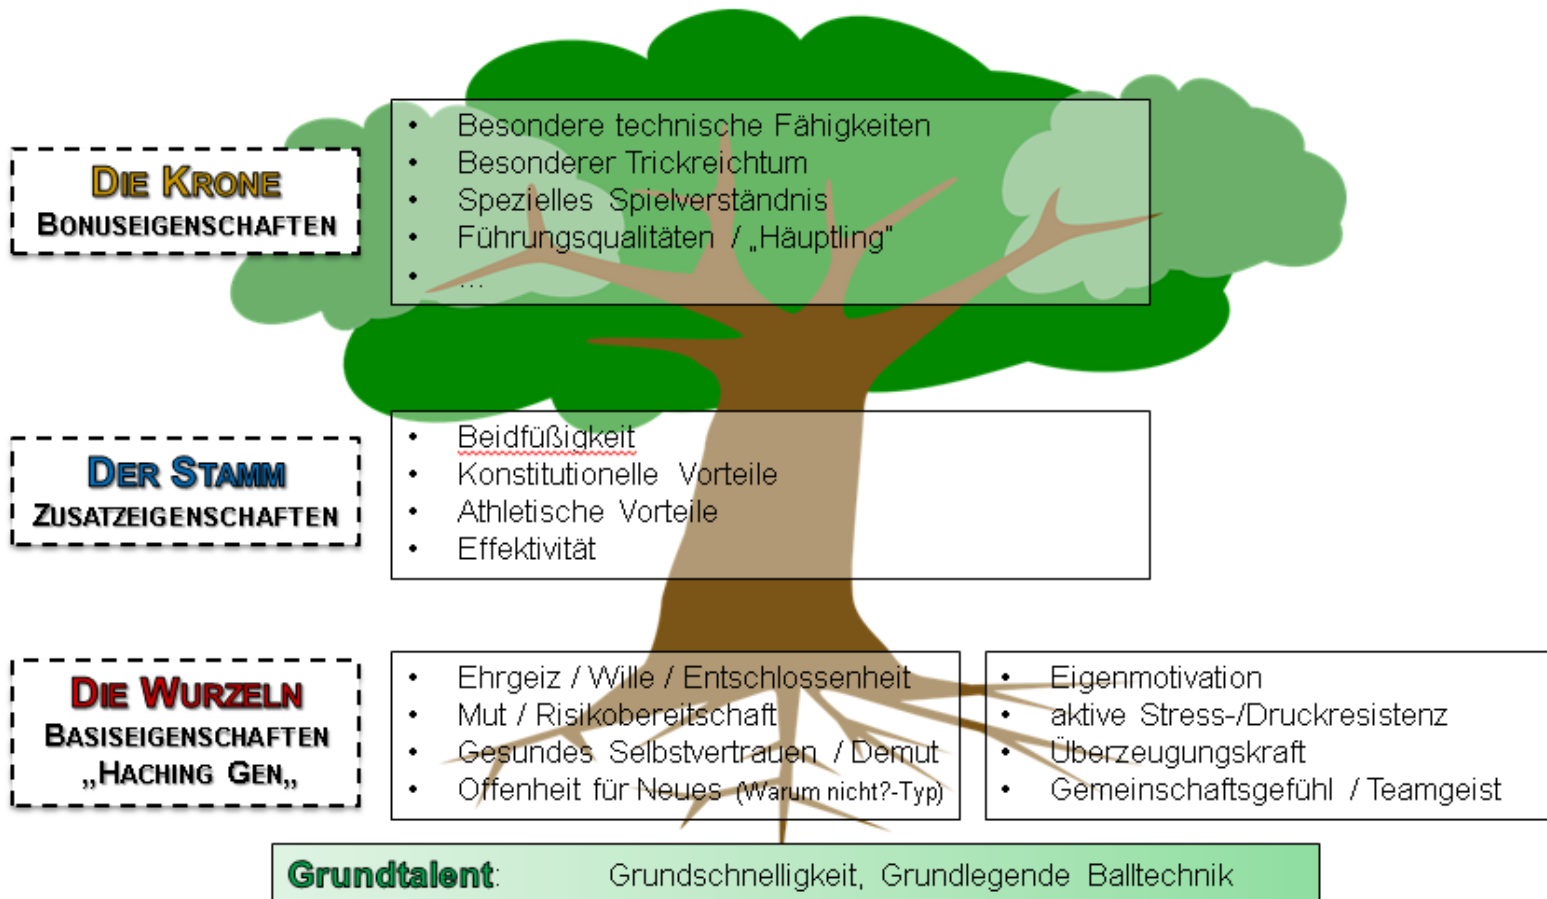 Die Krone
Bonuseigenschaften
• Besondere technische Fähigkeiten
• Besonderer Trickreichtum
• Spezielles Spielverständnis
• Führungsqualitäten / „Häuptling“
• ...
Der Stamm
Zusatzeigenschaften
• Beidfüßigkeit
• Konstitutionelle Vorteile
• Athletische Vorteile
• Effektivität
Die Wurzeln
Basiseigenschaften
„Haching Gen„
• Ehrgeiz / Wille / Entschlossenheit
• Mut / Risikobereitschaft
• Gesundes Selbstvertrauen / Demut
• Offenheit für Neues (Warum nicht?-Typ)
• Eigenmotivation
• aktive Stress-/Druckresistenz
• Überzeugungskraft
• Gemeinschaftsgefühl / Teamgeist
Grundtalent: Grundschnelligkeit, Grundlegende Balltechnik